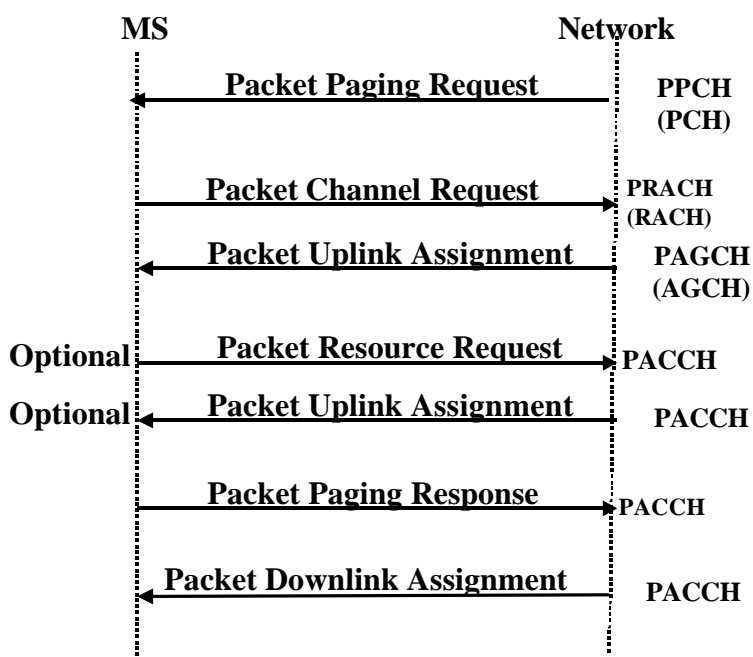 MS Network
Packet Paging Request PPCH
(PCH)
Packet Channel Request PRACH
(RACH)
Packet Uplink Assignment PAGCH
(AGCH)
Optional Packet Resource Request PACCH
Optional Packet Uplink Assignment PACCH
Packet Paging Response PACCH
Packet Downlink Assignment PACCH